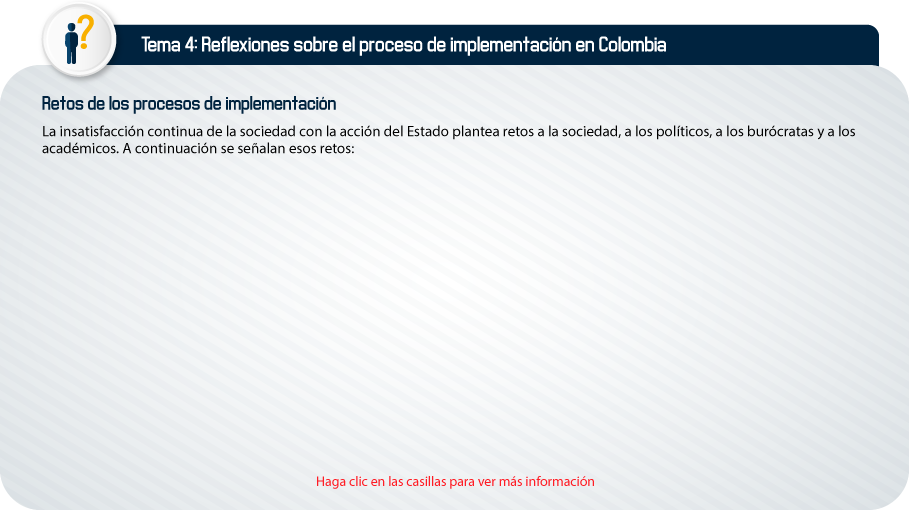 Tema 4: Reflexiones sobre el proceso de implementación en Colombia
Retos de los procesos de implementación
La insatisfacción continua de la sociedad con la acción del Estado plantea retos a la sociedad, a los políticos, a los burócratas y a los
académicos. A continuación se señalan esos retos:
Haga clic en las casillas para ver más información